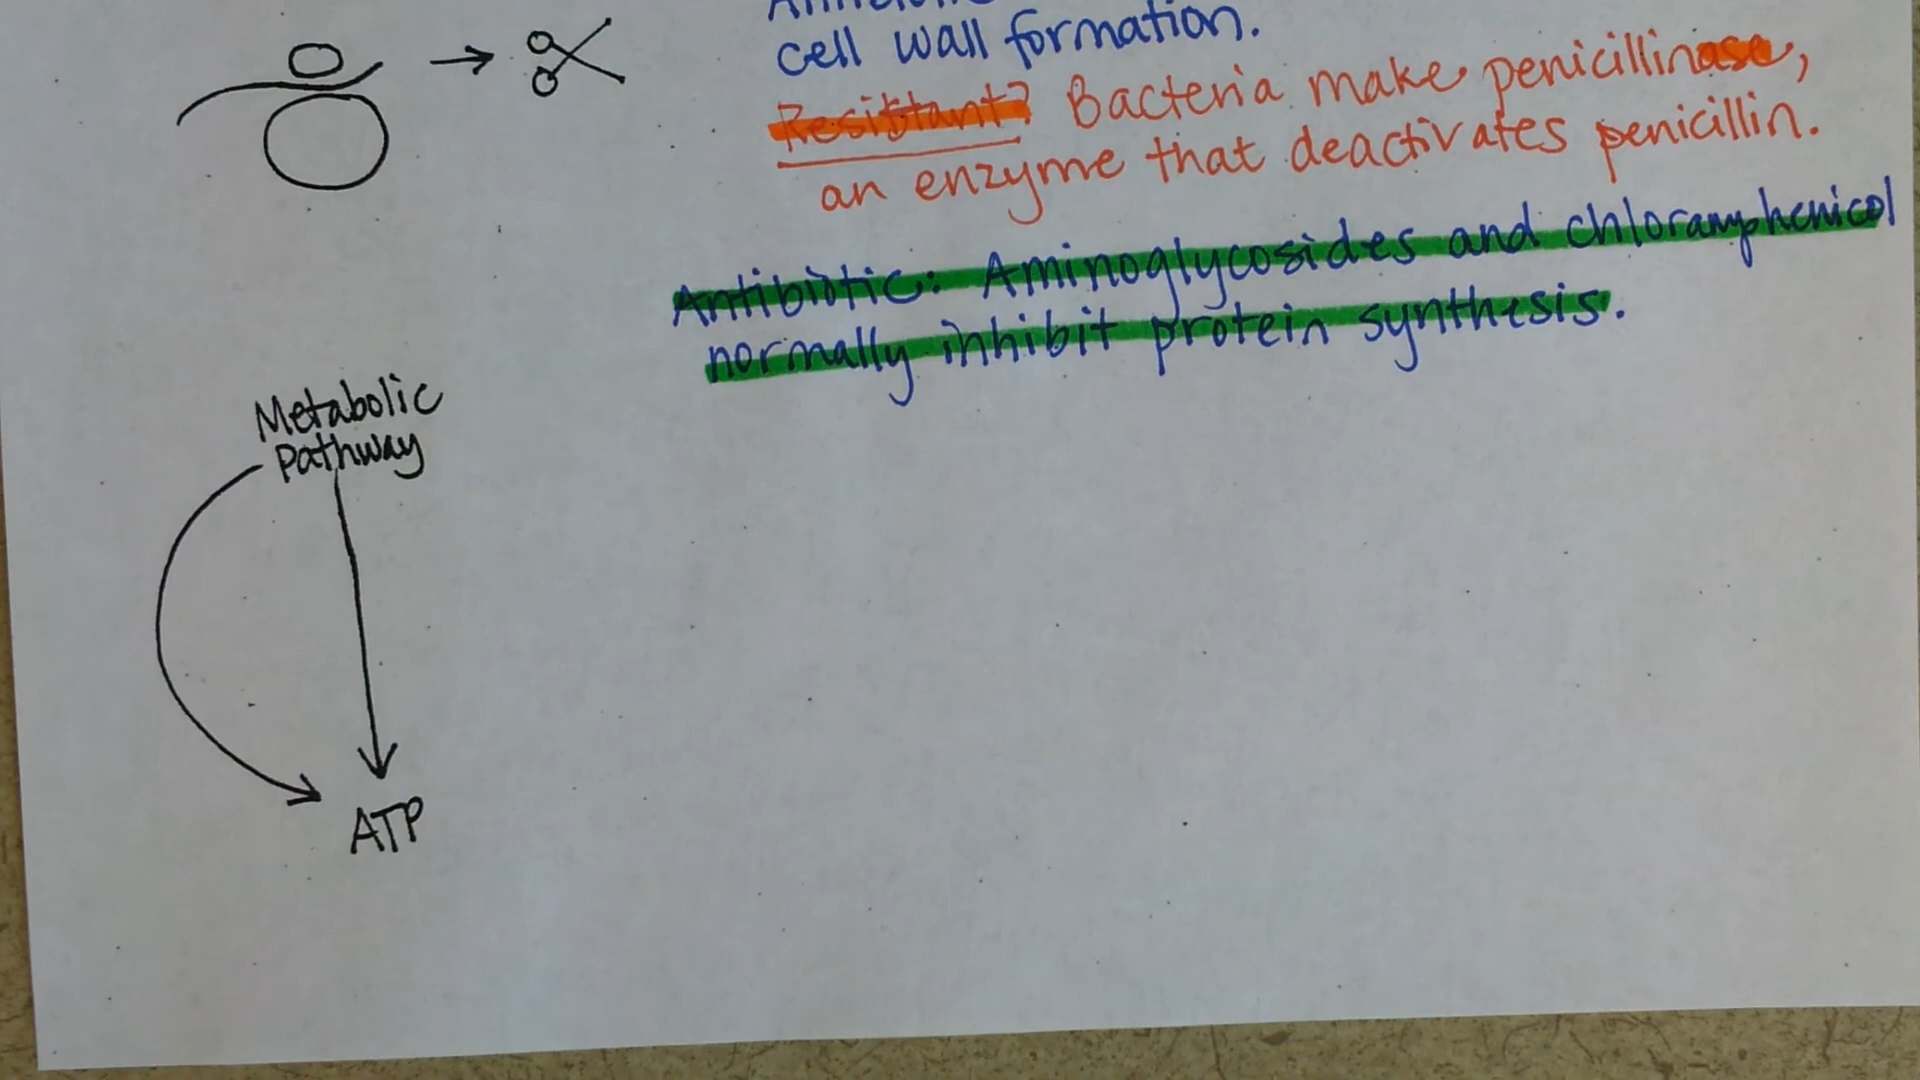 cell wall formation.
Resistant? Bacteria make penicillinase,
an enzyme that deactivates penicillin.
Antibiotic: Aminoglycosides and chloramphenicol
normally inhibit protein synthesis.
Metabolic
Pathway
ATP